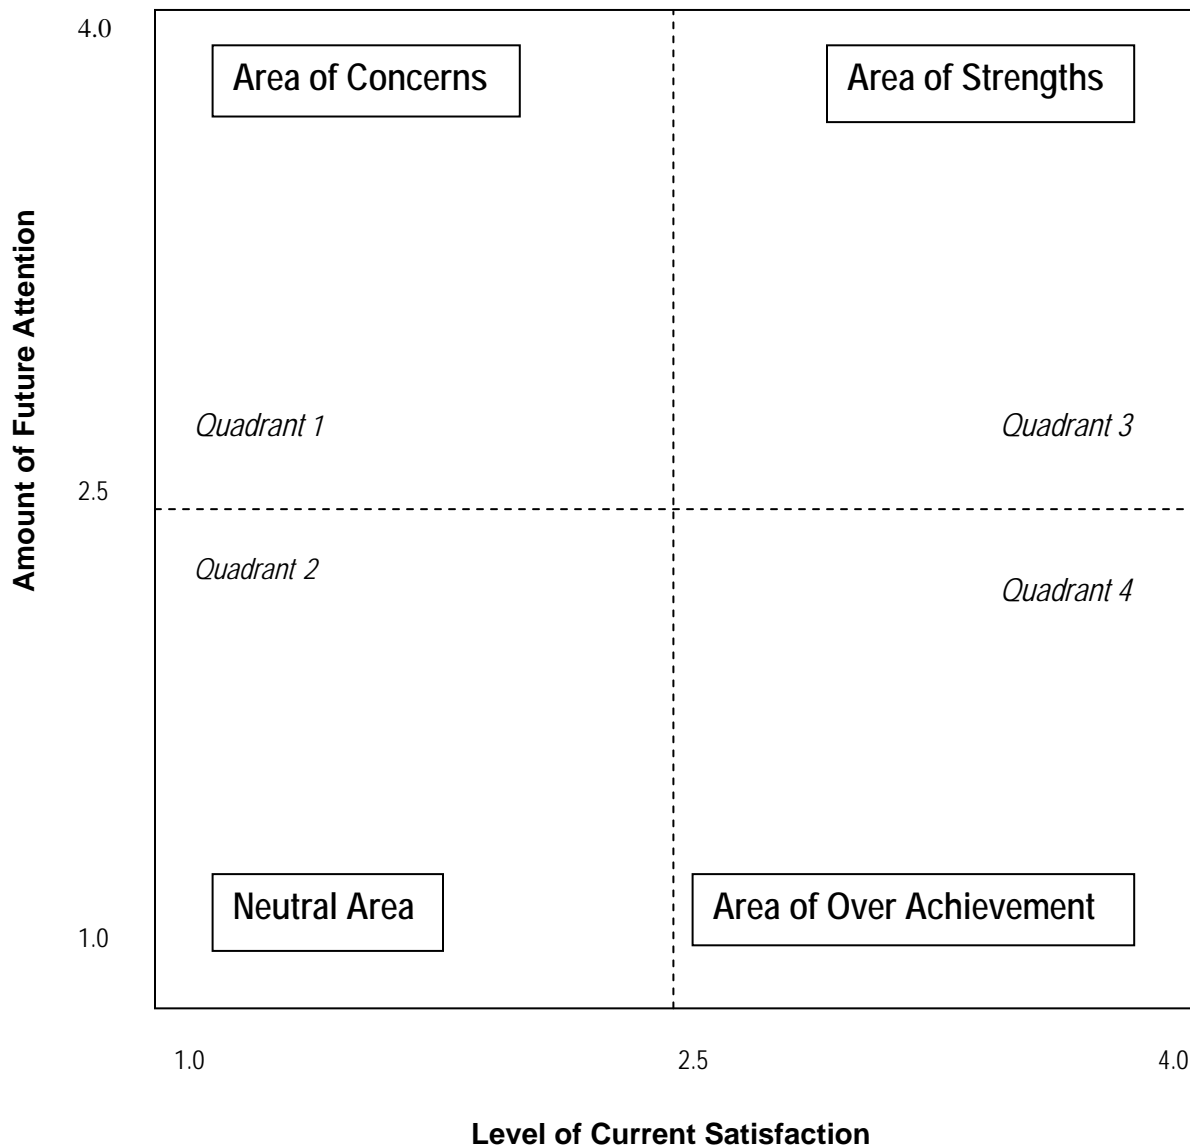 4.0
Area of Concerns
Area of Strengths
Amount of Future Attention
Quadrant 1
Quadrant 3
2.5
Quadrant 2
Quadrant 4
Neutral Area
Area of Over Achievement
1.0
1.0
2.5
4.0
Level of Current Satisfaction